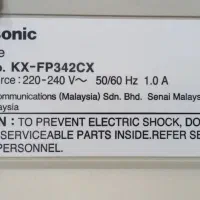 sonic
e
o. KX-FP342CX
rce: 220-240 V～ 50/60 Hz 1.0 A
ommunications (Malaysia) Sdn. Bhd. Senai Malays
aysia
N: TO PREVENT ELECTRIC SHOCK, DO
SERVICEABLE PARTS INSIDE. REFER SE
PERSONNEL.